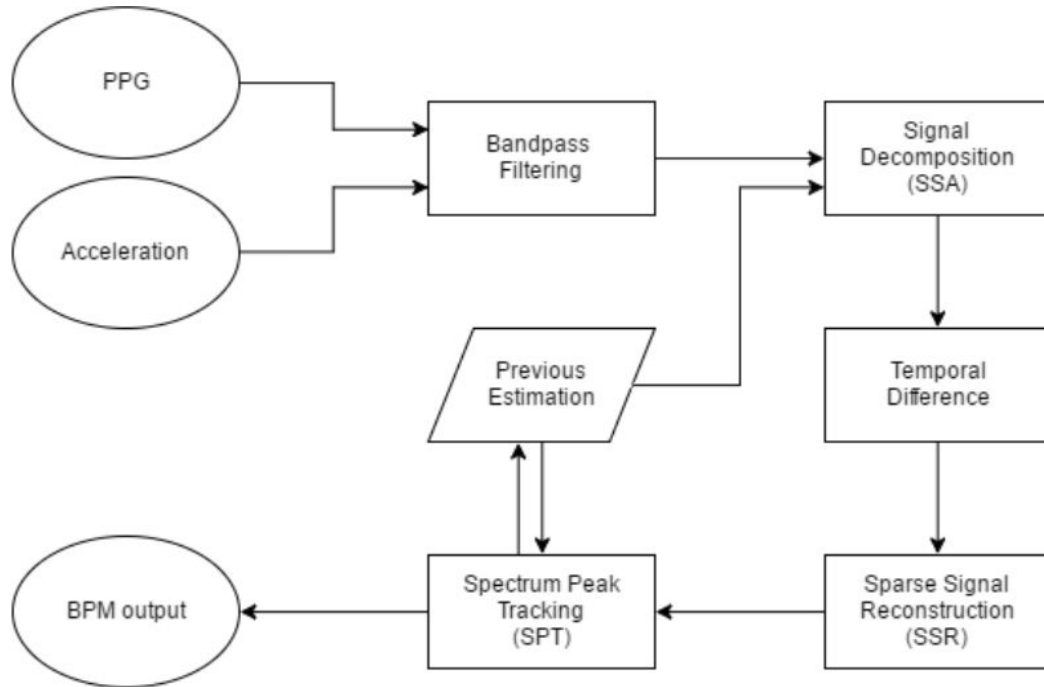 PPG
Bandpass
Filtering
Signal
Decomposition
(SSA)
Acceleration
Previous
Estimation
Temporal
Difference
BPM output
Spectrum Peak
Tracking
(SPT)
Sparse Signal
Reconstruction
(SSR)